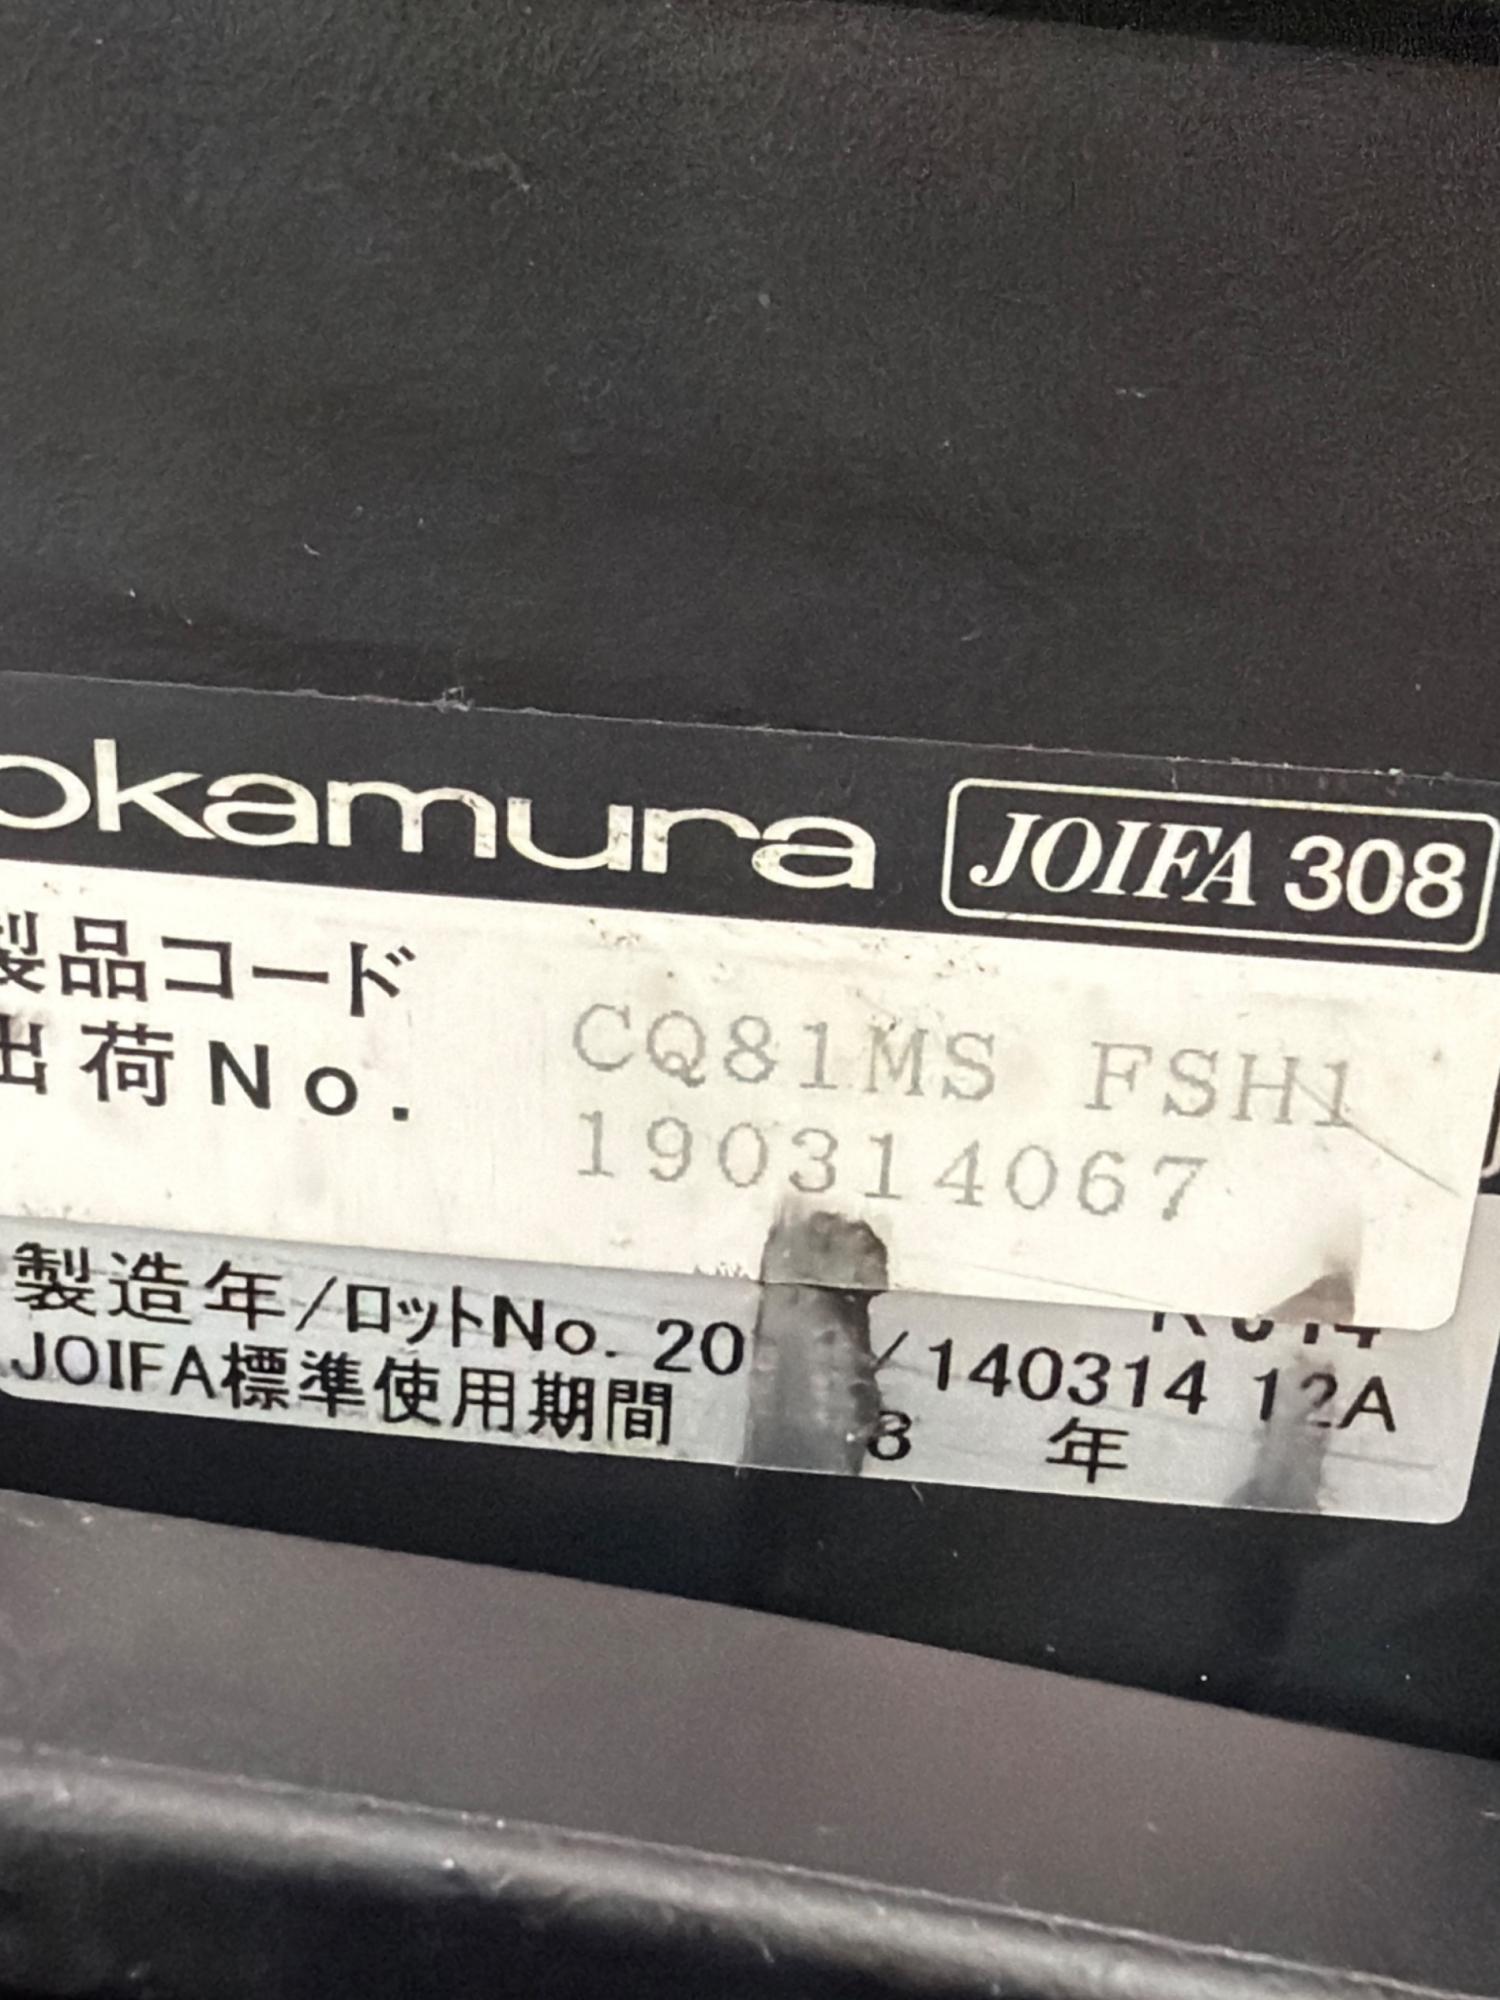 okamura JOIFA 308
製品コード CQ81MS FSH1
出荷No. 190314067
製造年/ロットNo. 20 /140314 12A
JOIFA標準使用期間 8 年